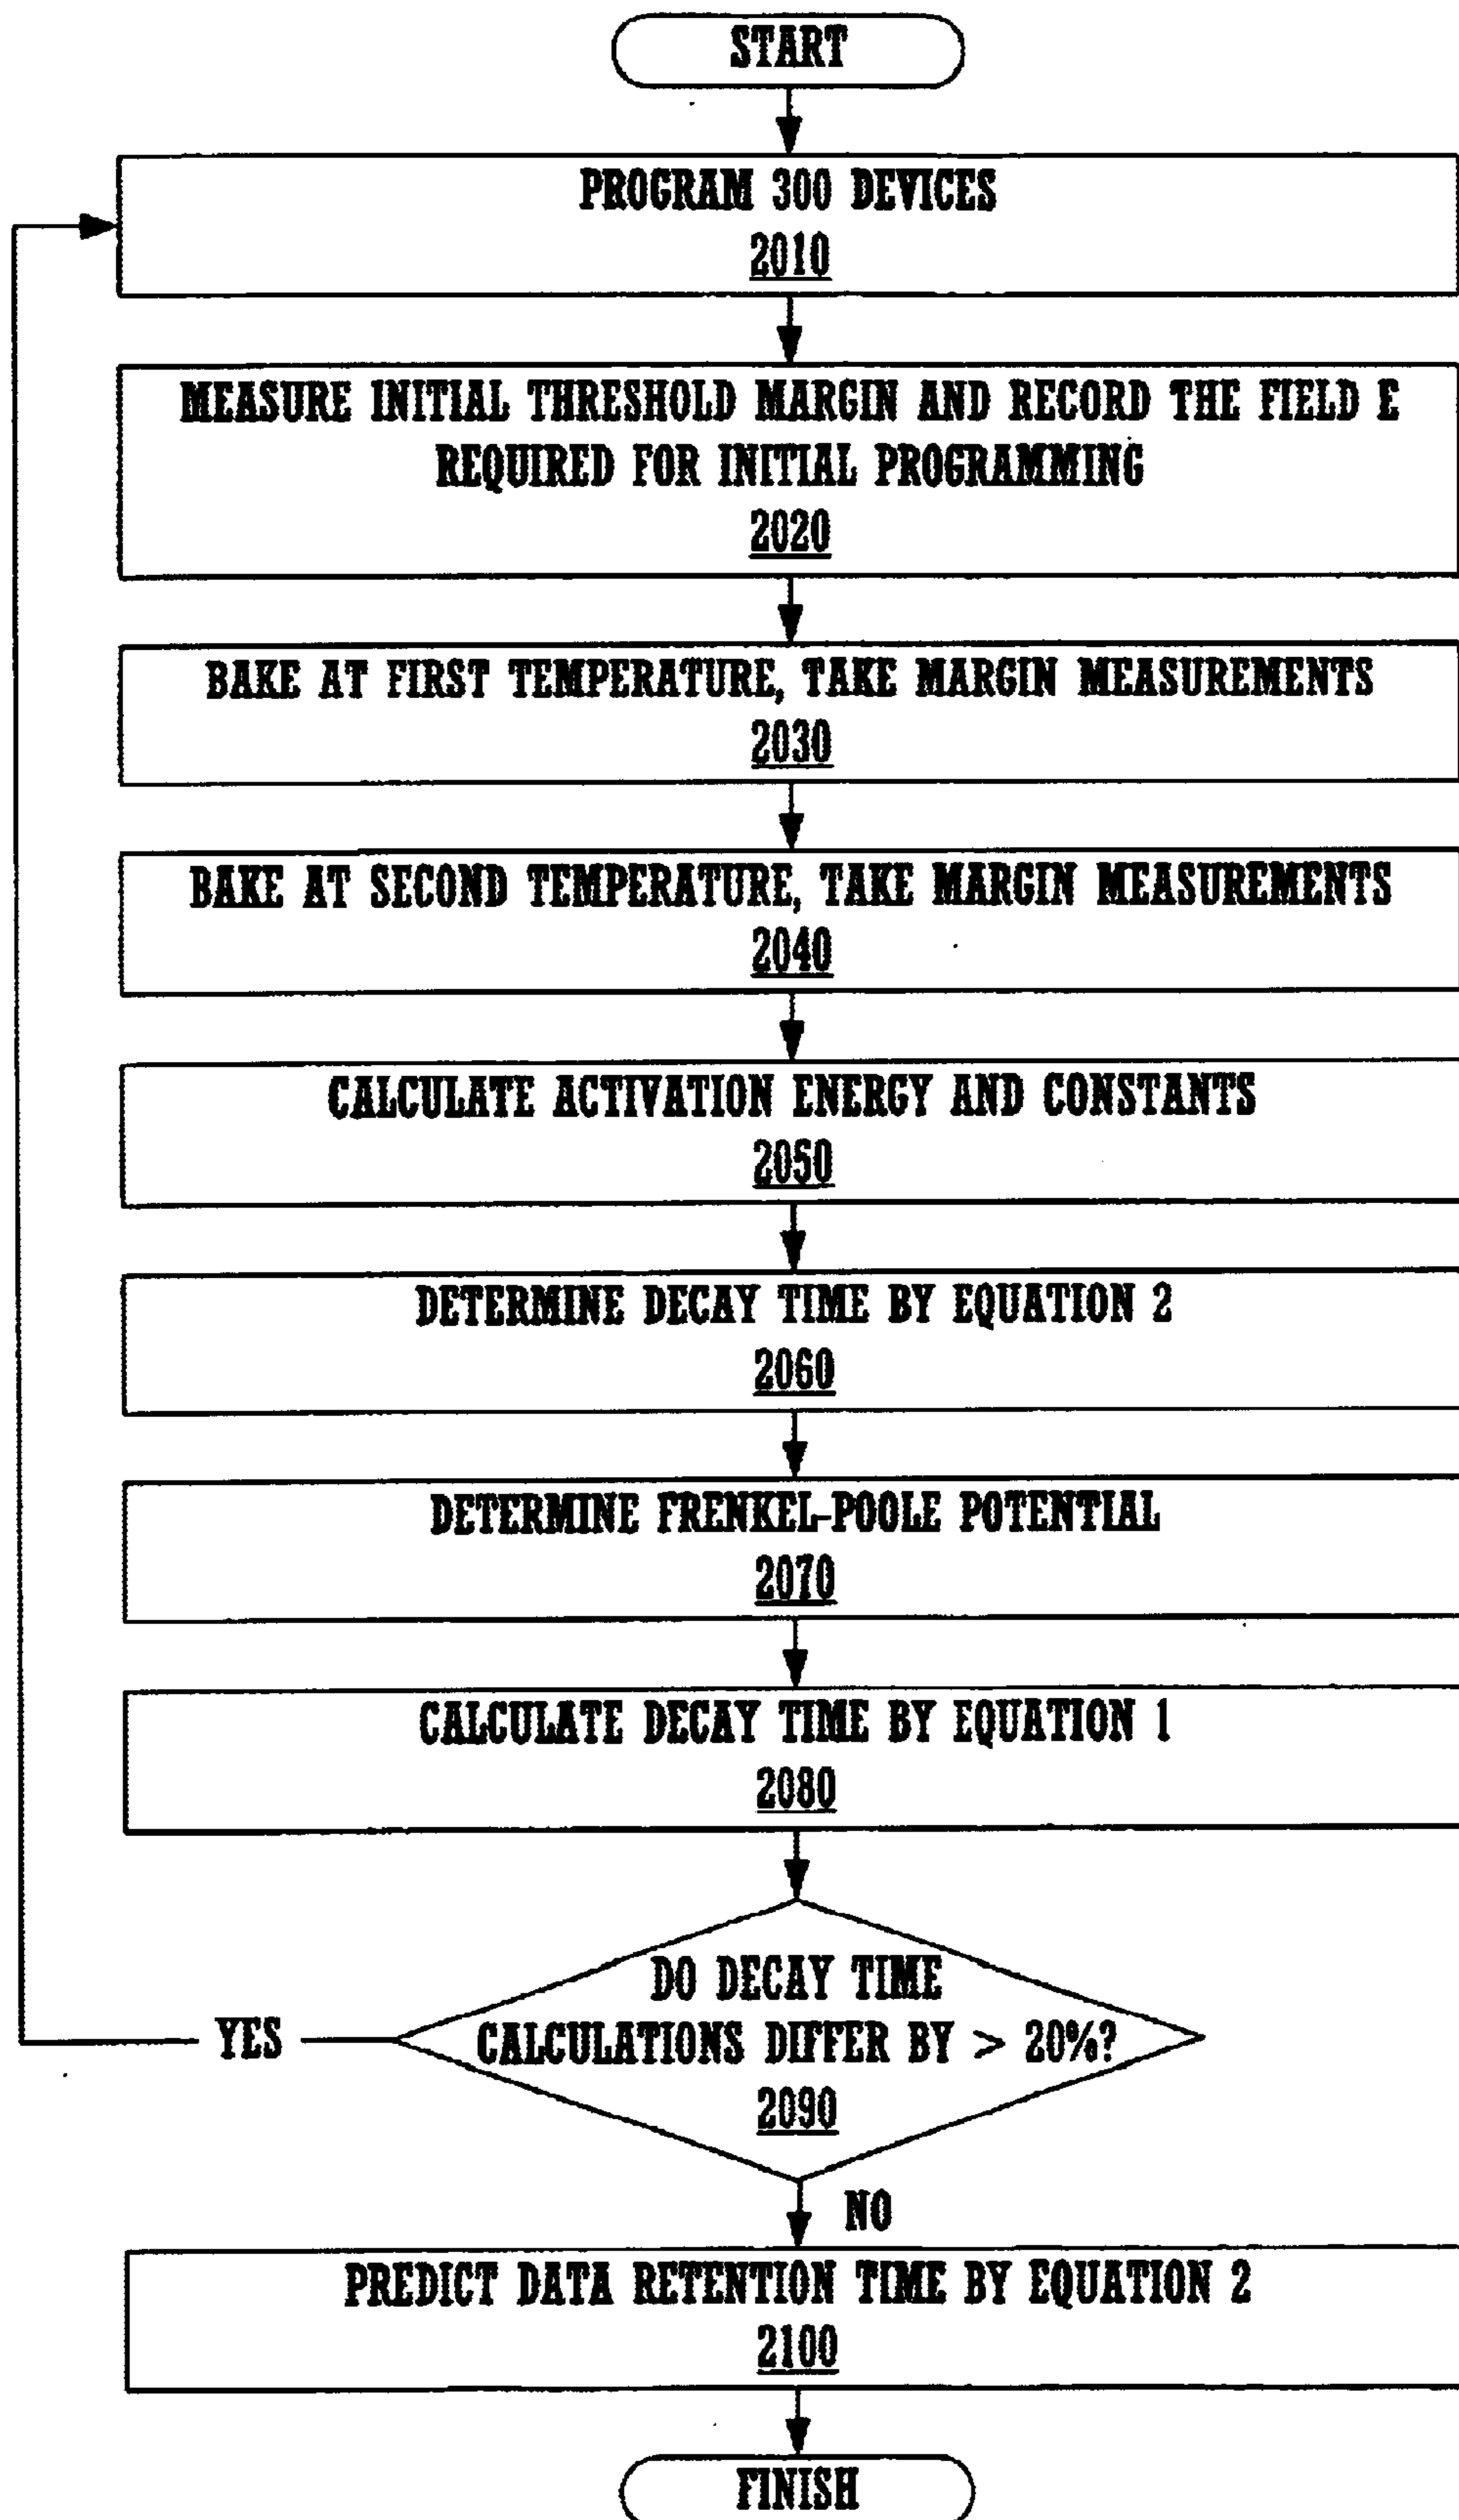 START
PROGRAM 300 DEVICES
2010
MEASURE INITIAL THRESHOLD MARGIN AND RECORD THE FIELD E
REQUIRED FOR INITIAL PROGRAMMING
2020
BAKE AT FIRST TEMPERATURE, TAKE MARGIN MEASUREMENTS
2030
BAKE AT SECOND TEMPERATURE, TAKE MARGIN MEASUREMENTS
2040
CALCULATE ACTIVATION ENERGY AND CONSTANTS
2050
DETERMINE DECAY TIME BY EQUATION 2
2060
DETERMINE FRENKEL-POOLE POTENTIAL
2070
CALCULATE DECAY TIME BY EQUATION 1
2080
DO DECAY TIME
YES
CALCULATIONS DIFFER BY > 20%?
2090
NO
PREDICT DATA RETENTION TIME BY EQUATION 2
2100
FINISH